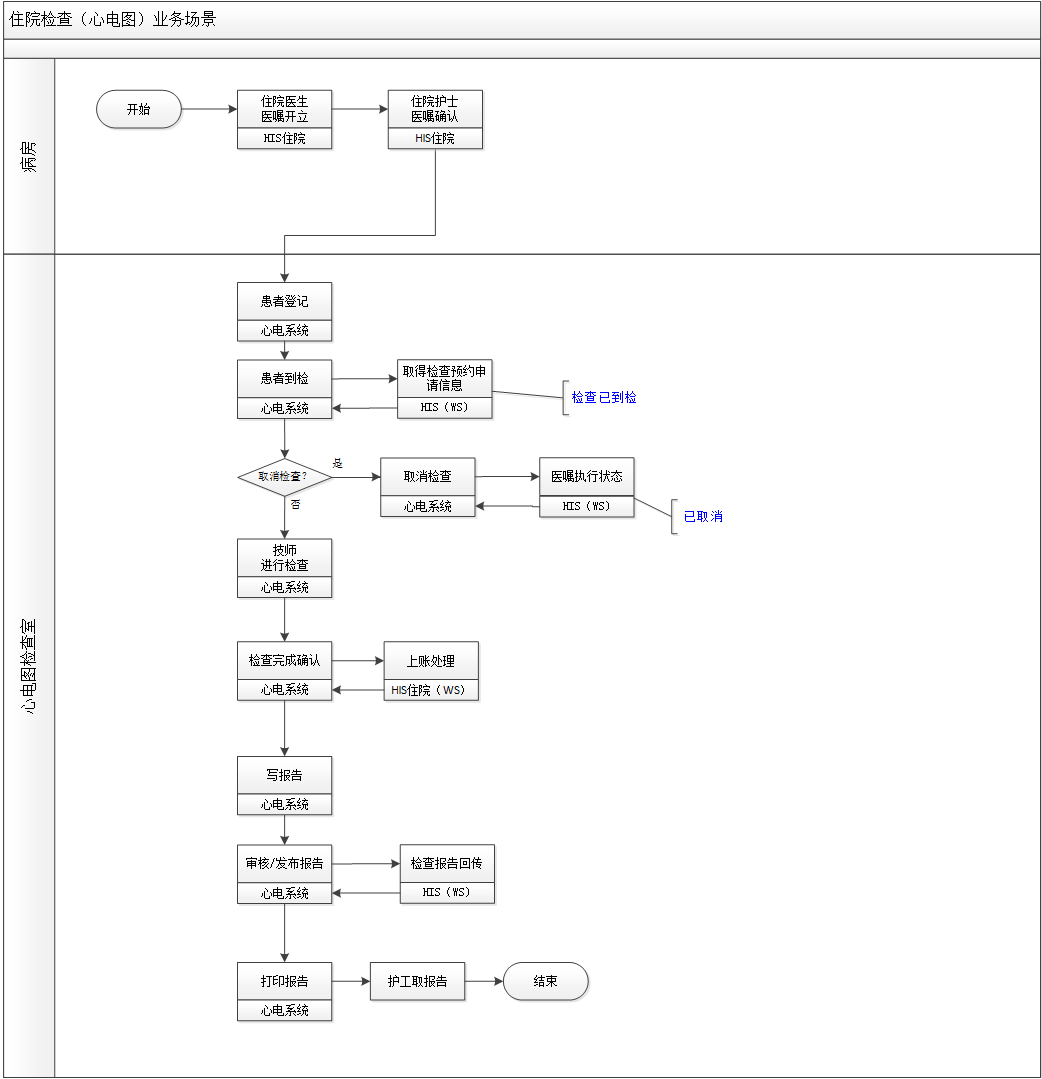 住院检查（心电图）业务场景
病房
开始
住院医生
医嘱开立
HIS住院
住院护士
医嘱确认
HIS住院
心电图检查室
患者登记
心电系统
患者到检
心电系统
取得检查预约申
请信息
HIS（WS）
检查已到检
取消检查？
是
否
取消检查
心电系统
医嘱执行状态
HIS（WS）
已取消
技师
进行检查
心电系统
检查完成确认
心电系统
上账处理
HIS住院（WS）
写报告
心电系统
审核/发布报告
心电系统
检查报告回传
HIS（WS）
打印报告
心电系统
护工取报告
结束